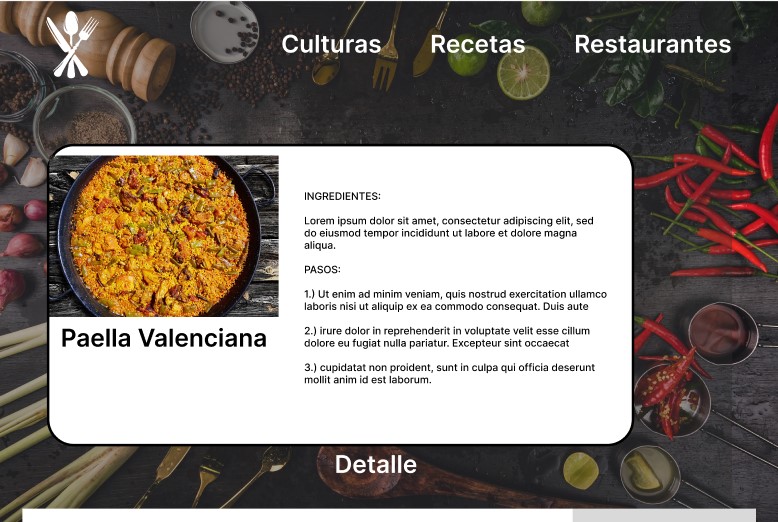 Culturas Recetas Restaurantes
Paella Valenciana
INGREDIENTES:
Lorem ipsum dolor sit amet, consectetur adipiscing elit, sed
do eiusmod tempor incididunt ut labore et dolore magna
aliqua.
PASOS:
1.) Ut enim ad minim veniam, quis nostrud exercitation ullamco
laboris nisi ut aliquip ex ea commodo consequat. Duis aute
2.) irure dolor in reprehenderit in voluptate velit esse cillum
dolore eu fugiat nulla pariatur. Excepteur sint occaecat
3.) cupidatat non proident, sunt in culpa qui officia deserunt
mollit anim id est laborum.
Detalle